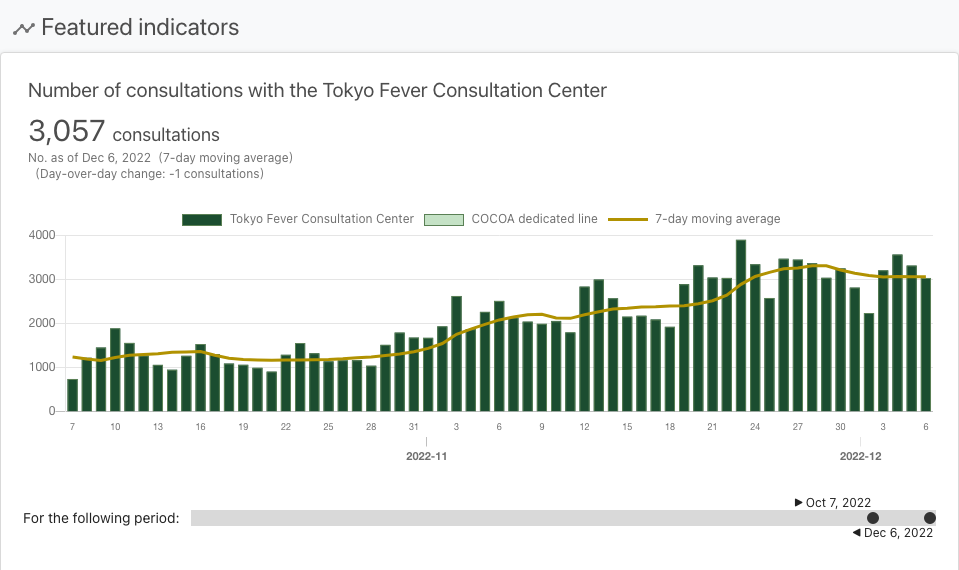 Featured indicators
Number of consultations with the Tokyo Fever Consultation Center
3,057 consultations
No. as of Dec 6, 2022 (7-day moving average)
(Day-over-day change: -1 consultations)
Tokyo Fever Consultation Center COCOA dedicated line 7-day moving average
4000
3000
2000
1000
0
7 10 13 16 19 22 25 28 31 3 6 9 12 15 18 21 24 27 30 3 6
2022-11 2022-12
Oct 7, 2022
For the following period:
Dec 6, 2022